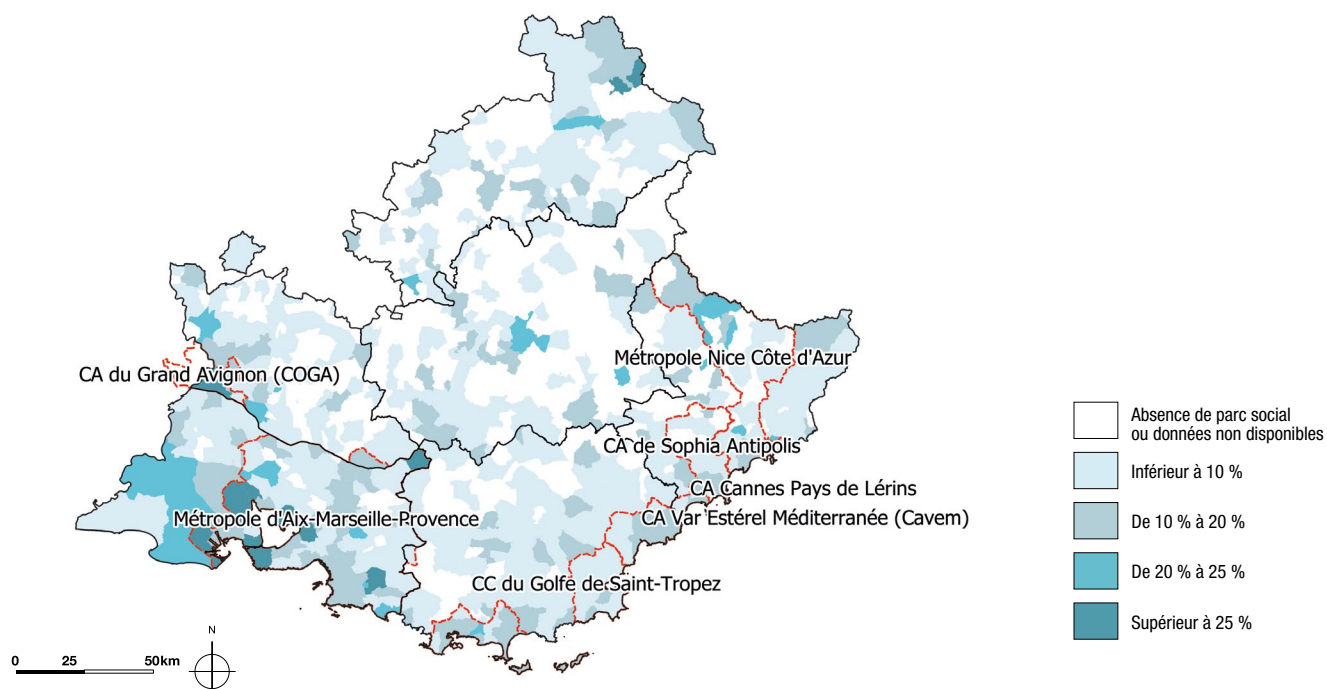 Métropole Nice Côte d'Azur
CA du Grand Avignon (COGA)
CA de Sophia Antipolis
CA Cannes Pays de Lérins
Métropole d'Aix-Marseille-Provence
CA Var Estérel Méditerranée (Cavem)
CC du Golfe de Saint-Tropez
Absence de parc social
ou données non disponibles
Inférieur à 10 %
De 10 % à 20 %
De 20 % à 25 %
Supérieur à 25 %
N
0 25 50km